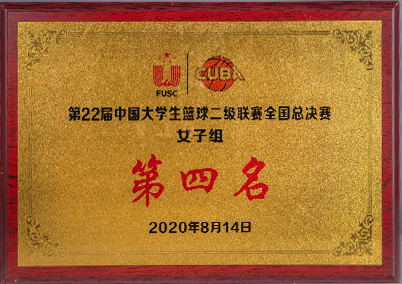 FUSC
CUBA
第22届中国大学生篮球二级联赛全国总决赛
女子组
第四名
2020年8月14日